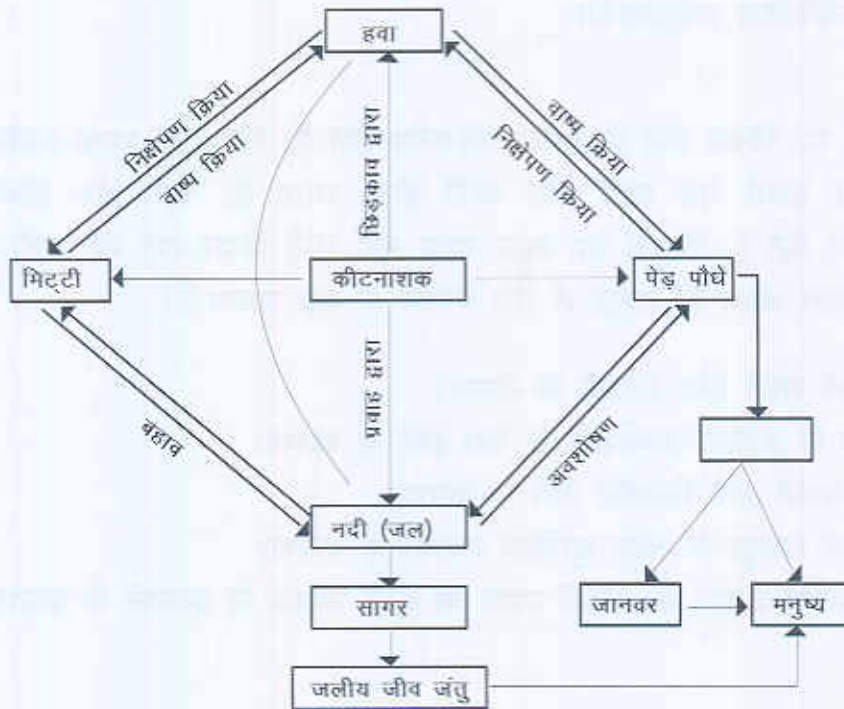 हवा
निक्षेपण क्रिया
वाष्प क्रिया
छिड़काव द्वारा
वाष्प क्रिया
निक्षेपण क्रिया
मिट्टी
कीटनाशक
पेड़ पौधे
बहाव
प्रवाह द्वारा
अवशोषण
नदी (जल)
सागर
जानवर
मनुष्य
जलीय जीव जंतु